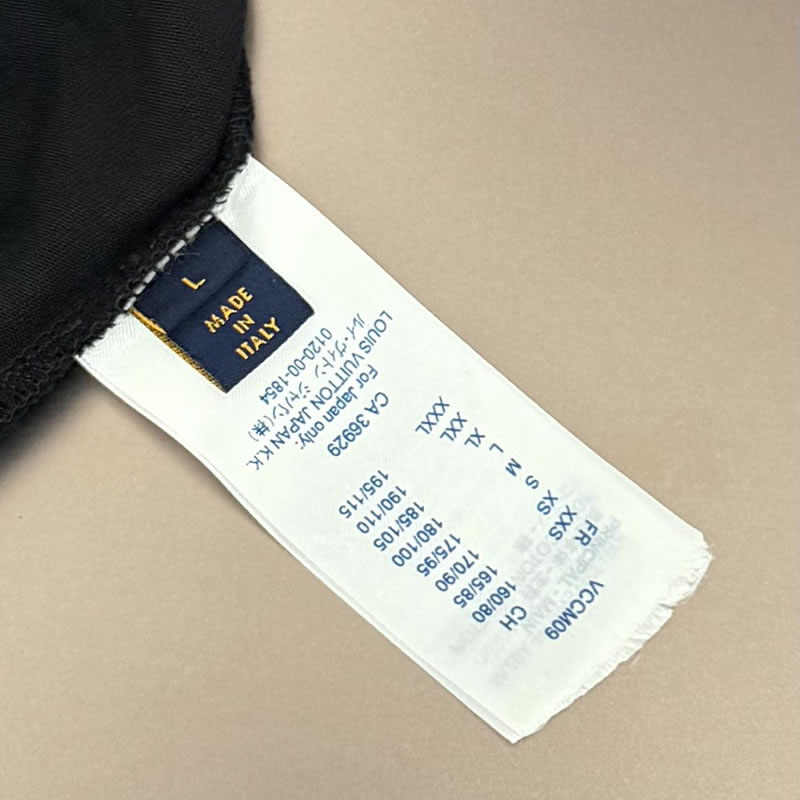 L
MADE
IN
ITALY
VCCM09
FR CH
XXS 160/80
XS 165/85
S 170/90
M 175/95
L 180/100
XL 185/105
XXL 190/110
XXXL 195/115
CA 36929
For Japan only:
LOUIS VUITTON JAPAN K.K.
ルイ・ヴィトン ジャパン(株)
0120-00-1854